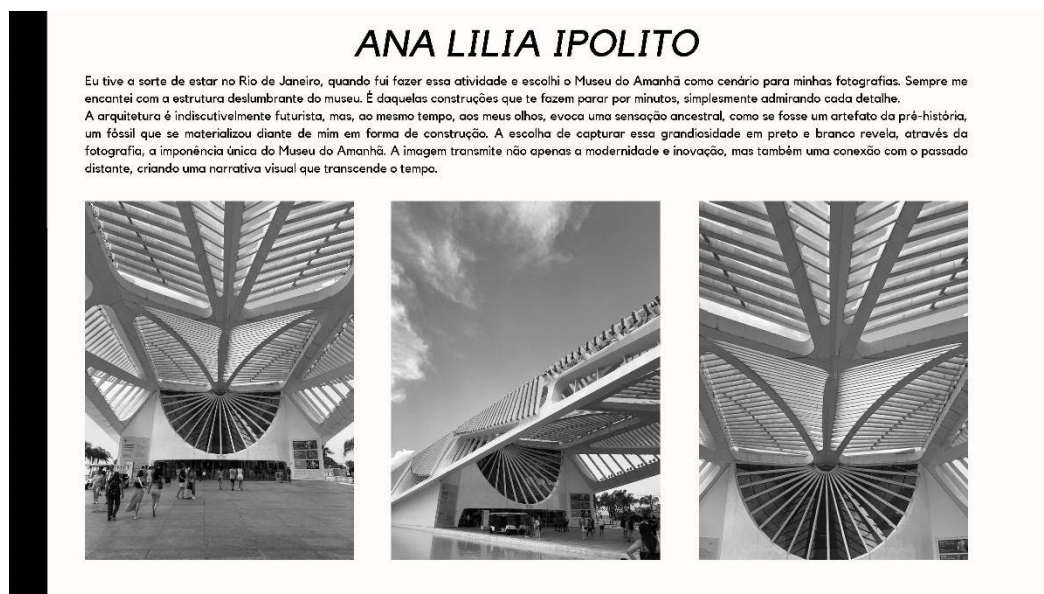 ANA LILIA IPOLITO
Eu tive a sorte de estar no Rio de Janeiro, quando fui fazer essa atividade e escolhi o Museu do Amanhã como cenário para minhas fotografias. Sempre me
encantei com a estrutura deslumbrante do museu. É daquelas construções que te fazem parar por minutos, simplesmente admirando cada detalhe.
A arquitetura é indiscutivelmente futurista, mas, ao mesmo tempo, aos meus olhos, evoca uma sensação ancestral, como se fosse um artefato da pré-história,
um fóssil que se materializou diante de mim em forma de construção. A escolha de capturar essa grandiosidade em preto e branco revela, através da
fotografia, a imponência única do Museu do Amanhã. A imagem transmite não apenas a modernidade e inovação, mas também uma conexão com o passado
distante, criando uma narrativa visual que transcende o tempo.